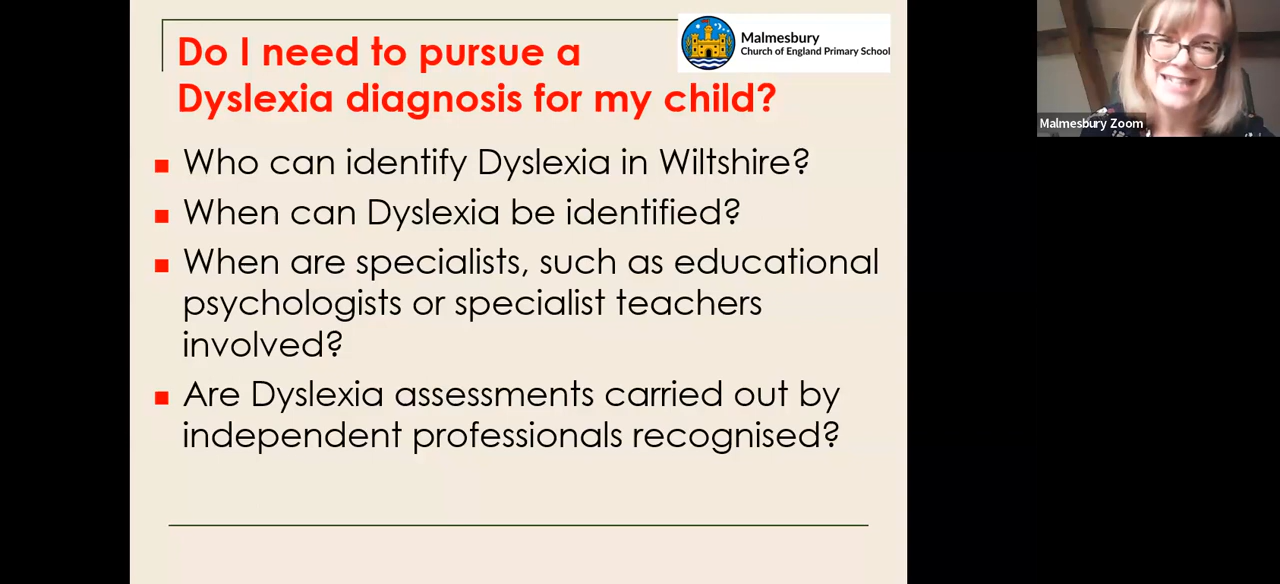 Do I need to pursue a
Dyslexia diagnosis for my child?
Malmesbury
Church of England Primary School
Malmesbury Zoom
Who can identify Dyslexia in Wiltshire?
When can Dyslexia be identified?
When are specialists, such as educational
psychologists or specialist teachers
involved?
Are Dyslexia assessments carried out by
independent professionals recognised?